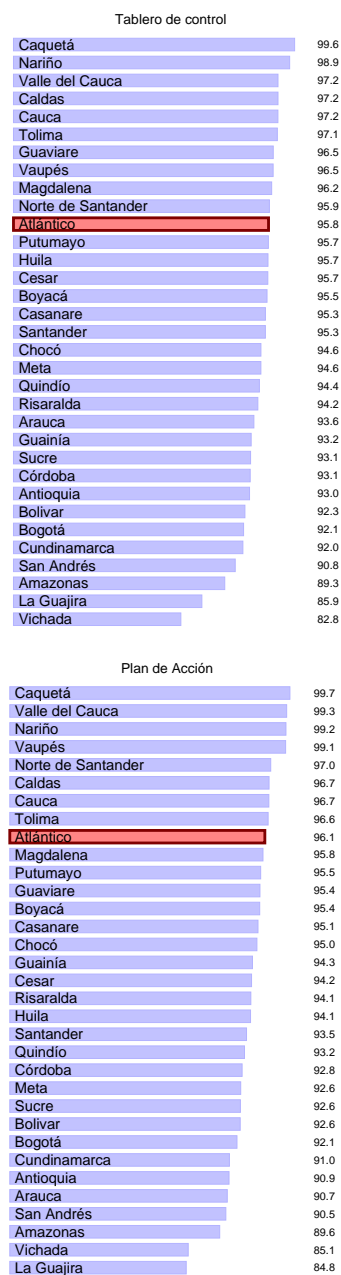 Tablero de control
Caquetá 99.6
Nariño 98.9
Valle del Cauca 97.2
Caldas 97.2
Cauca 97.2
Tolima 97.1
Guaviare 96.5
Vaupés 96.5
Magdalena 96.2
Norte de Santander 95.9
Atlántico 95.8
Putumayo 95.7
Huila 95.7
Cesar 95.7
Boyacá 95.5
Casanare 95.3
Santander 95.3
Chocó 94.6
Meta 94.6
Quindío 94.4
Risaralda 94.2
Arauca 93.6
Guainía 93.2
Sucre 93.1
Córdoba 93.1
Antioquia 93.0
Bolivar 92.3
Bogotá 92.1
Cundinamarca 92.0
San Andrés 90.8
Amazonas 89.3
La Guajira 85.9
Vichada 82.8
Plan de Acción
Caquetá 99.7
Valle del Cauca 99.3
Nariño 99.2
Vaupés 99.1
Norte de Santander 97.0
Caldas 96.7
Cauca 96.7
Tolima 96.6
Atlántico 96.1
Magdalena 95.8
Putumayo 95.5
Guaviare 95.4
Boyacá 95.4
Casanare 95.1
Chocó 95.0
Guainía 94.3
Cesar 94.2
Risaralda 94.1
Huila 94.1
Santander 93.5
Quindío 93.2
Córdoba 92.8
Meta 92.6
Sucre 92.6
Bolivar 92.6
Bogotá 92.1
Cundinamarca 91.0
Antioquia 90.9
Arauca 90.7
San Andrés 90.5
Amazonas 89.6
Vichada 85.1
La Guajira 84.8